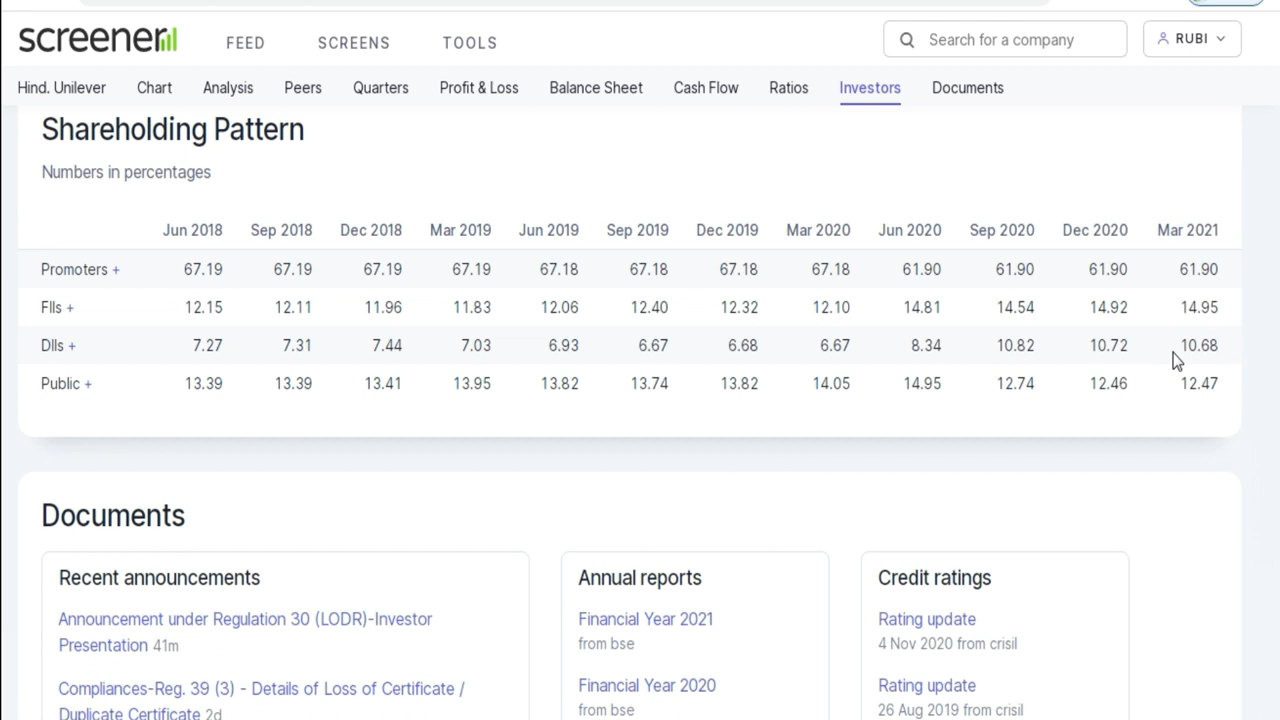 screener FEED SCREENS TOOLS Search for a company RUBI
Hind. Unilever Chart Analysis Peers Quarters Profit & Loss Balance Sheet Cash Flow Ratios Investors Documents
Shareholding Pattern
Numbers in percentages
Jun 2018 Sep 2018 Dec 2018 Mar 2019 Jun 2019 Sep 2019 Dec 2019 Mar 2020 Jun 2020 Sep 2020 Dec 2020 Mar 2021
Promoters + 67.19 67.19 67.19 67.19 67.18 67.18 67.18 67.18 61.90 61.90 61.90 61.90
FIIs + 12.15 12.11 11.96 11.83 12.06 12.40 12.32 12.10 14.81 14.54 14.92 14.95
DIIs + 7.27 7.31 7.44 7.03 6.93 6.67 6.68 6.67 8.34 10.82 10.72 10.68
Public + 13.39 13.39 13.41 13.95 13.82 13.74 13.82 14.05 14.95 12.74 12.46 12.47
Documents
Recent announcements
Announcement under Regulation 30 (LODR)-Investor
Presentation 41m
Compliances-Reg. 39 (3) - Details of Loss of Certificate /
Duplicate Certificate 2d
Annual reports
Financial Year 2021
from bse
Financial Year 2020
from bse
Credit ratings
Rating update
4 Nov 2020 from crisil
Rating update
26 Aug 2019 from crisil